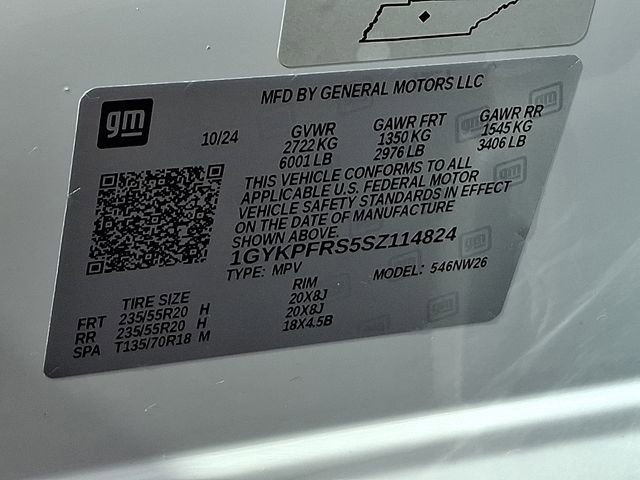 gm
MFD BY GENERAL MOTORS LLC
10/24 GVWR GAWR FRT GAWR RR
2722 KG 1350 KG 1545 KG
6001 LB 2976 LB 3406 LB
THIS VEHICLE CONFORMS TO ALL
APPLICABLE U.S. FEDERAL MOTOR
VEHICLE SAFETY STANDARDS IN EFFECT
ON THE DATE OF MANUFACTURE
SHOWN ABOVE.
1GYKPFRS5SZ114824
TYPE: MPV MODEL: 546NW26
TIRE SIZE RIM
FRT 235/55R20 H 20X8J
RR 235/55R20 H 20X8J
SPA T135/70R18 M 18X4.5B